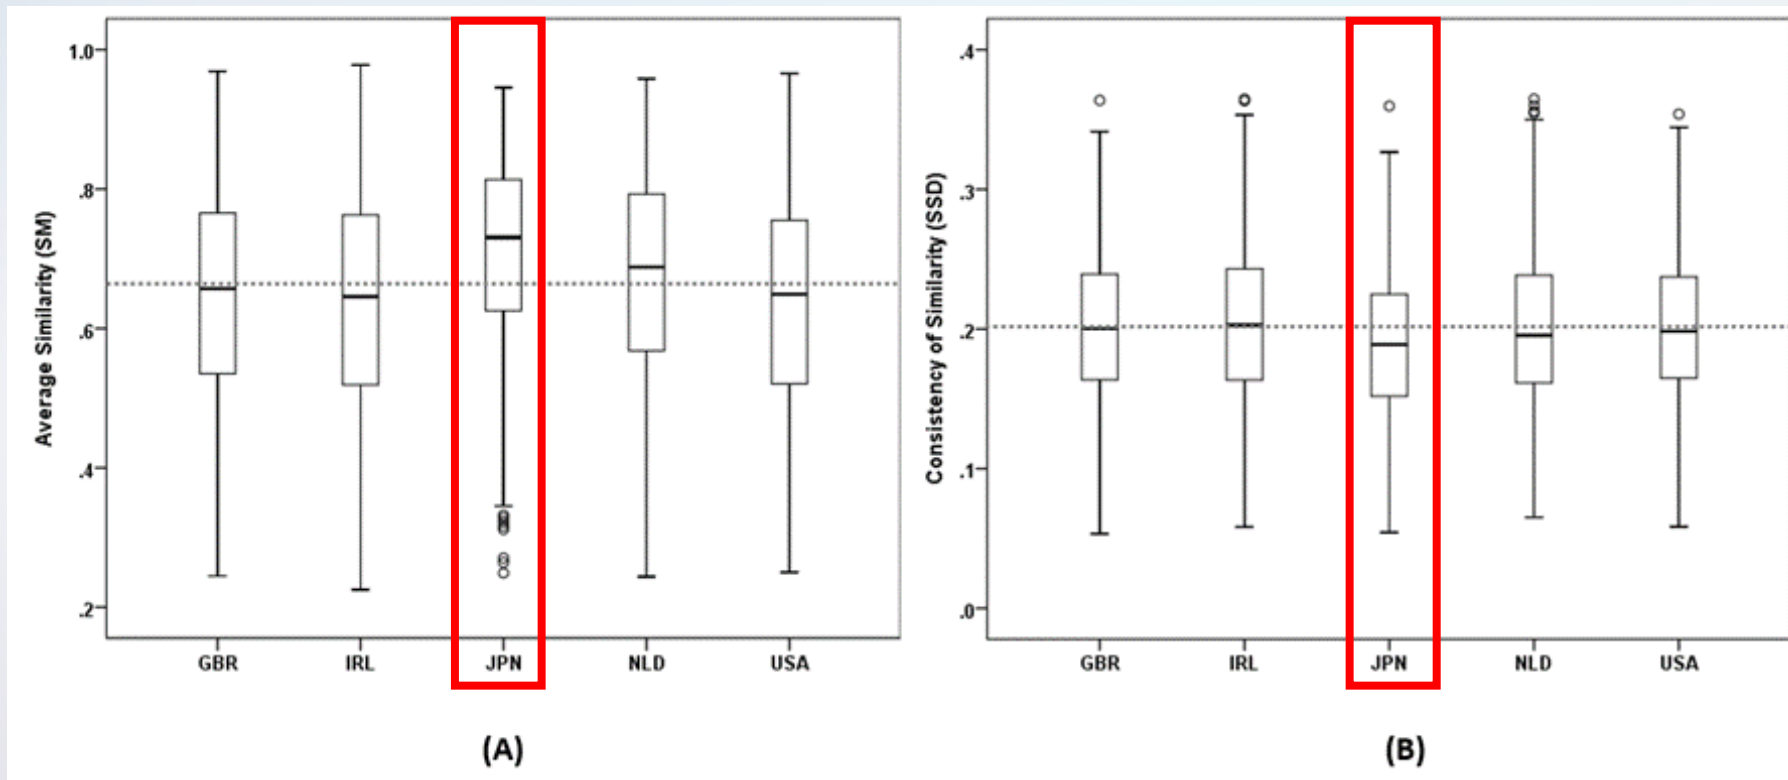 Average Similarity (SM)
1.0
.8
.6
.4
.2
GBR IRL JPN NLD USA
(A)
Consistency of Similarity (SSD)
.4
.3
.2
.1
.0
GBR IRL JPN NLD USA
(B)